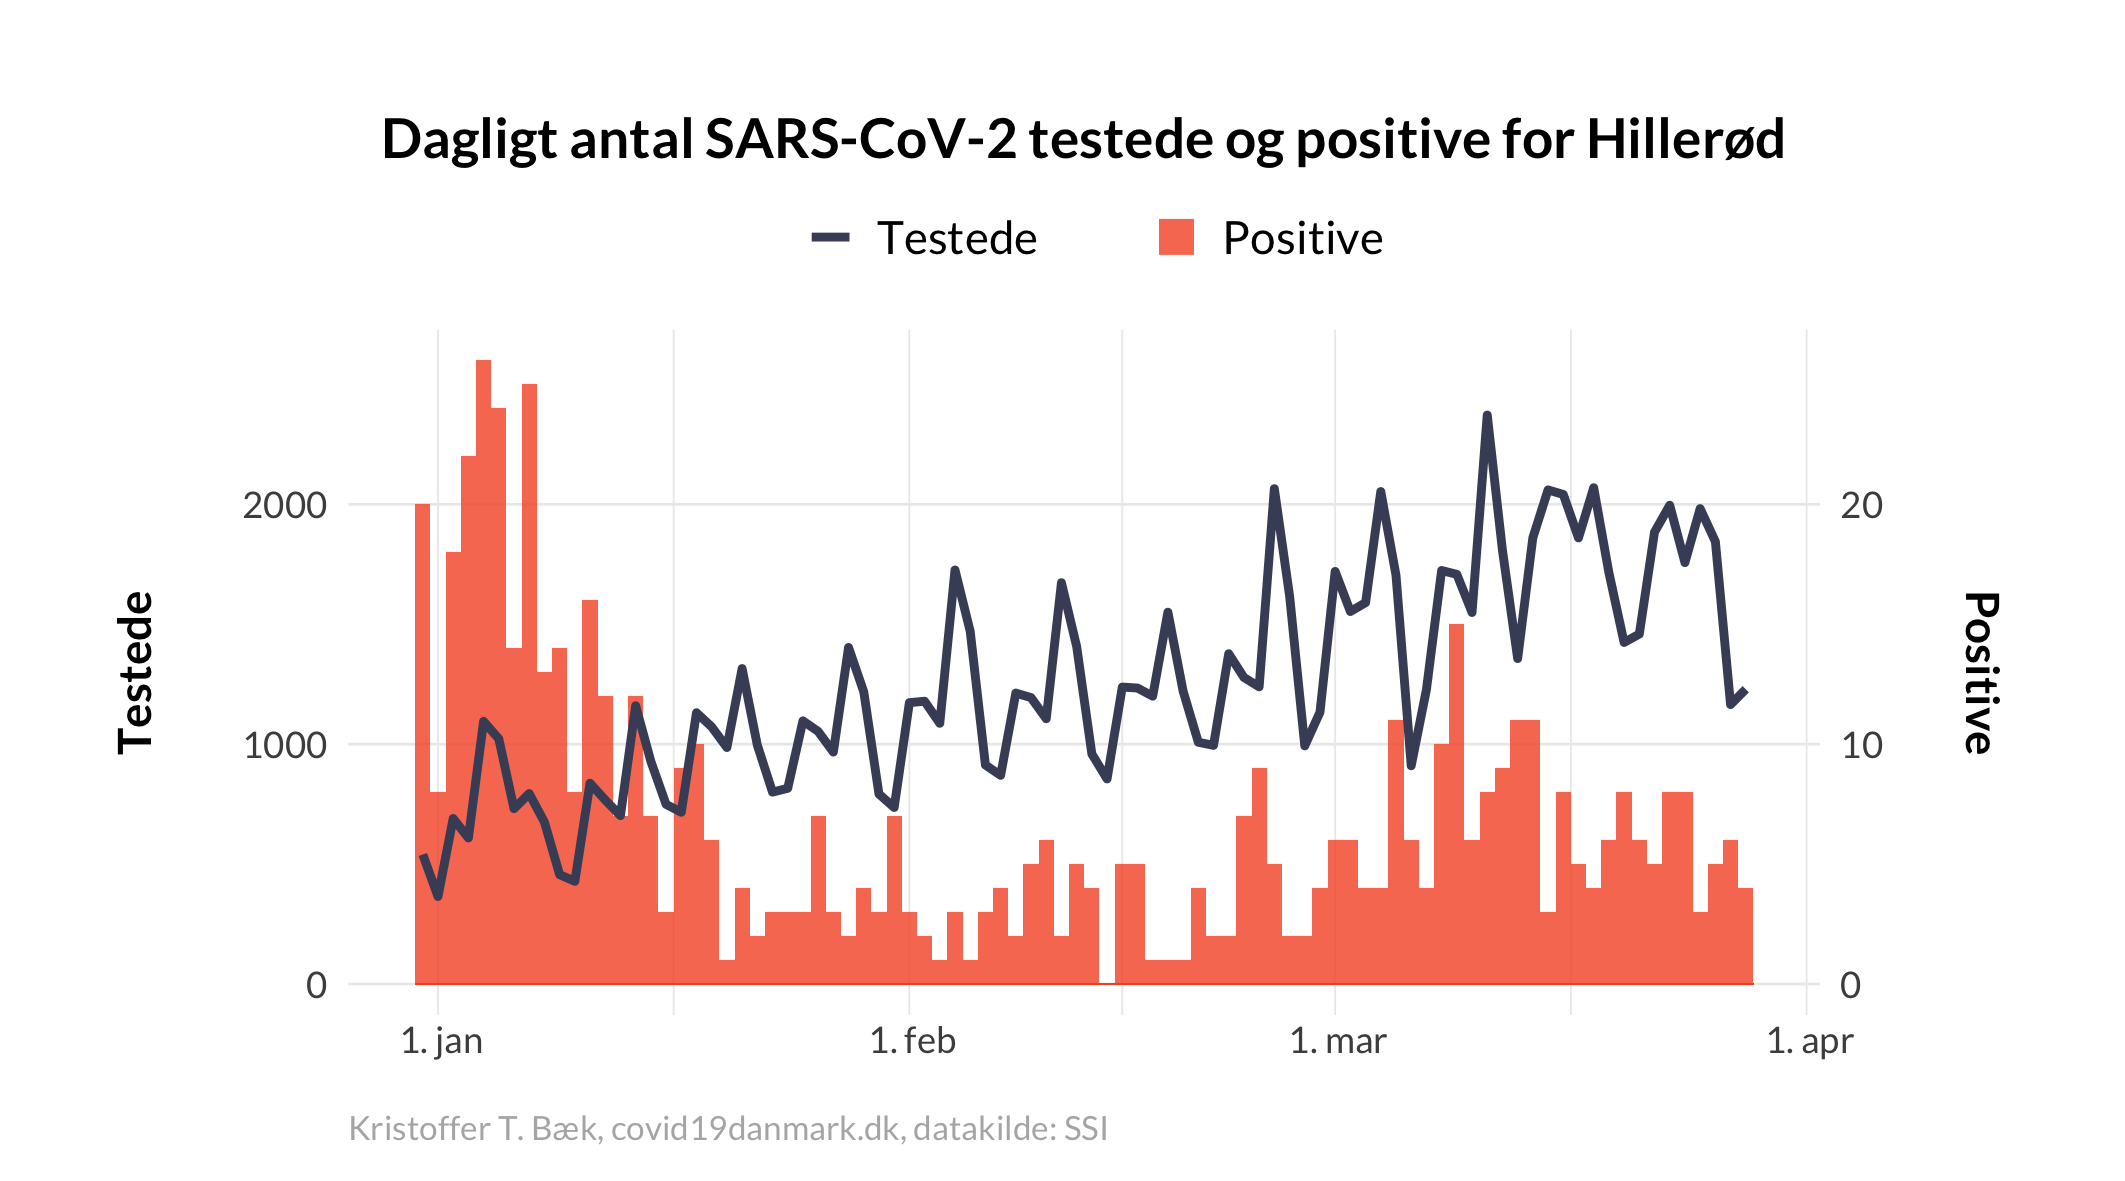 Dagligt antal SARS-CoV-2 testede og positive for Hillerød
Testede Positive
2000 20
1000 10
0 0
Testede
Positive
1. jan 1. feb 1. mar 1. apr
Kristoffer T. Bæk, covid19danmark.dk, datakilde: SSI